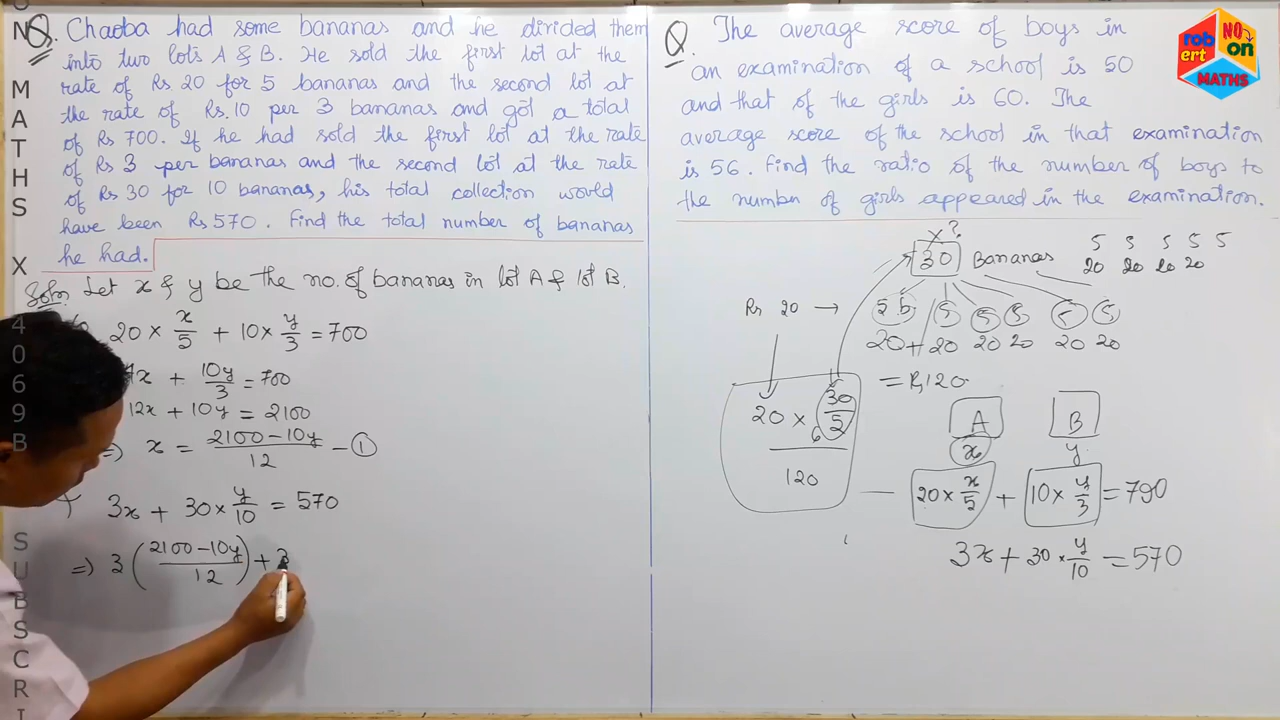 Q. Chaoba had some bananas and he divided them
into two lots A & B. He sold the first lot at the
rate of Rs 20 for 5 bananas and the second lot at
the rate of Rs. 10 per 3 bananas and got a total
of Rs 700. If he had sold the first lot at the rate
of Rs 3 per bananas and the second lot at the rate
of Rs 30 for 10 bananas, his total collection would
have been Rs 570. Find the total number of bananas
he had.
Soln. Let x & y be the no. of bananas in lot A & lot B.
20 × x/5 + 10 × y/3 = 700
4x + 10y/3 = 700
12x + 10y = 2100
⇒ x = (2100 - 10y)/12 - ①
3x + 30 × y/10 = 570
⇒ 3 ( (2100 - 10y)/12 ) + 3
Q. The average score of boys in
an examination of a school is 50
and that of the girls is 60. The
average score of the school in that examination
is 56. Find the ratio of the number of boys to
the number of girls appeared in the examination.
x?
30 Bananas
5 5 5 5 5
20 20 20 20
Rs 20 → 5 5 5 5 5 5 5
20 + 20 20 20 20 20
= Rs 120
20 × 30/5
6
120
A B
x y
20 × x/5 + 10 × y/3 = 700
3x + 30 × y/10 = 570
robert NO on
MATHS
N
MATHS
X
4
0
6
9
B
SUBSCRI